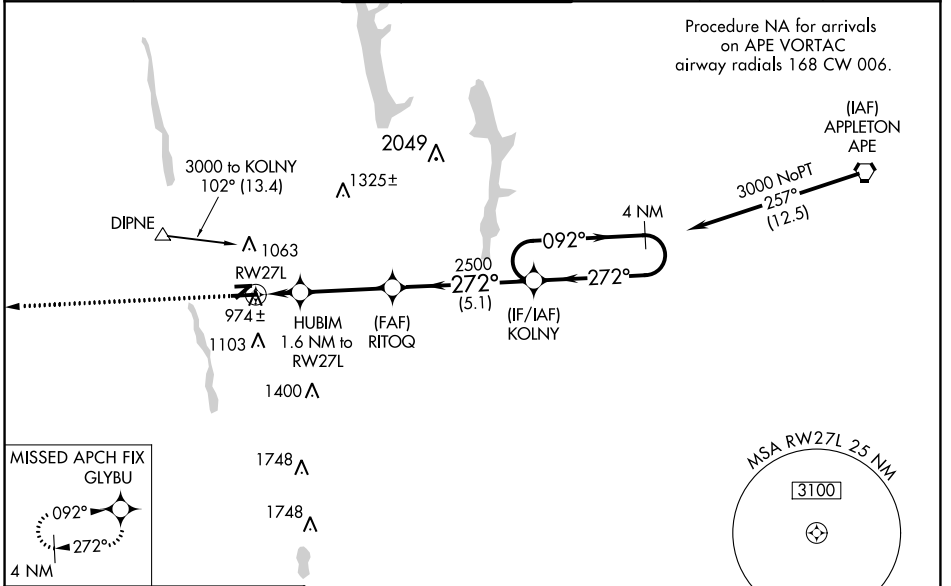 Procedure NA for arrivals
on APE VORTAC
airway radials 168 CW 006.
(IAF)
APPLETON
APE
3000 NoPT
257°
(12.5)
2049
1325±
3000 to KOLNY
102° (13.4)
DIPNE
1063
4 NM
092°
272°
2500
272°
(5.1)
RW27L
974±
HUBIM
1.6 NM to
RW27L
(FAF)
RITOQ
(IF/IAF)
KOLNY
1103
1400
1748
1748
MISSED APCH FIX
GLYBU
092°
272°
4 NM
MSA RW27L 25 NM
3100